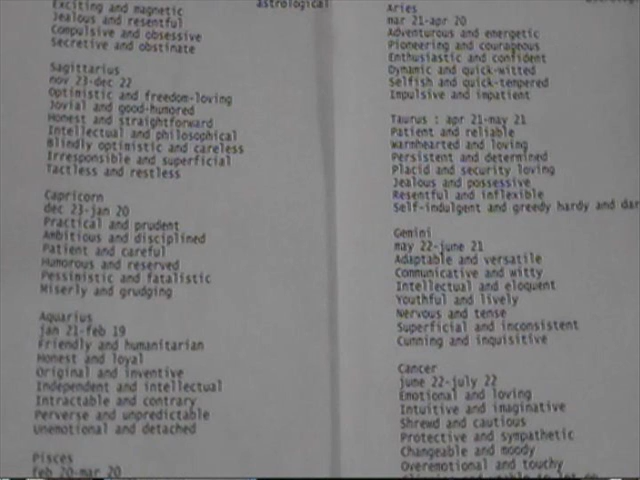 astrological
Exciting and magnetic
Jealous and resentful
Compulsive and obsessive
Secretive and obstinate
Sagittarius
nov 23-dec 22
Optimistic and freedom-loving
Jovial and good-humored
Honest and straightforward
Intellectual and philosophical
Blindly optimistic and careless
Irresponsible and superficial
Tactless and restless
Capricorn
dec 23-jan 20
Practical and prudent
Ambitious and disciplined
Patient and careful
Humorous and reserved
Pessimistic and fatalistic
Miserly and grudging
Aquarius
jan 21-feb 19
Friendly and humanitarian
Honest and loyal
Original and inventive
Independent and intellectual
Intractable and contrary
Perverse and unpredictable
Unemotional and detached
Pisces
feb 20-mar 20
Aries
mar 21-apr 20
Adventurous and energetic
Pioneering and courageous
Enthusiastic and confident
Dynamic and quick-witted
Selfish and quick-tempered
Impulsive and impatient
Taurus : apr 21-may 21
Patient and reliable
Warmhearted and loving
Persistent and determined
Placid and security loving
Jealous and possessive
Resentful and inflexible
Self-indulgent and greedy hardy and dar
Gemini
may 22-june 21
Adaptable and versatile
Communicative and witty
Intellectual and eloquent
Youthful and lively
Nervous and tense
Superficial and inconsistent
Cunning and inquisitive
Cancer
june 22-july 22
Emotional and loving
Intuitive and imaginative
Shrewd and cautious
Protective and sympathetic
Changeable and moody
Overemotional and touchy